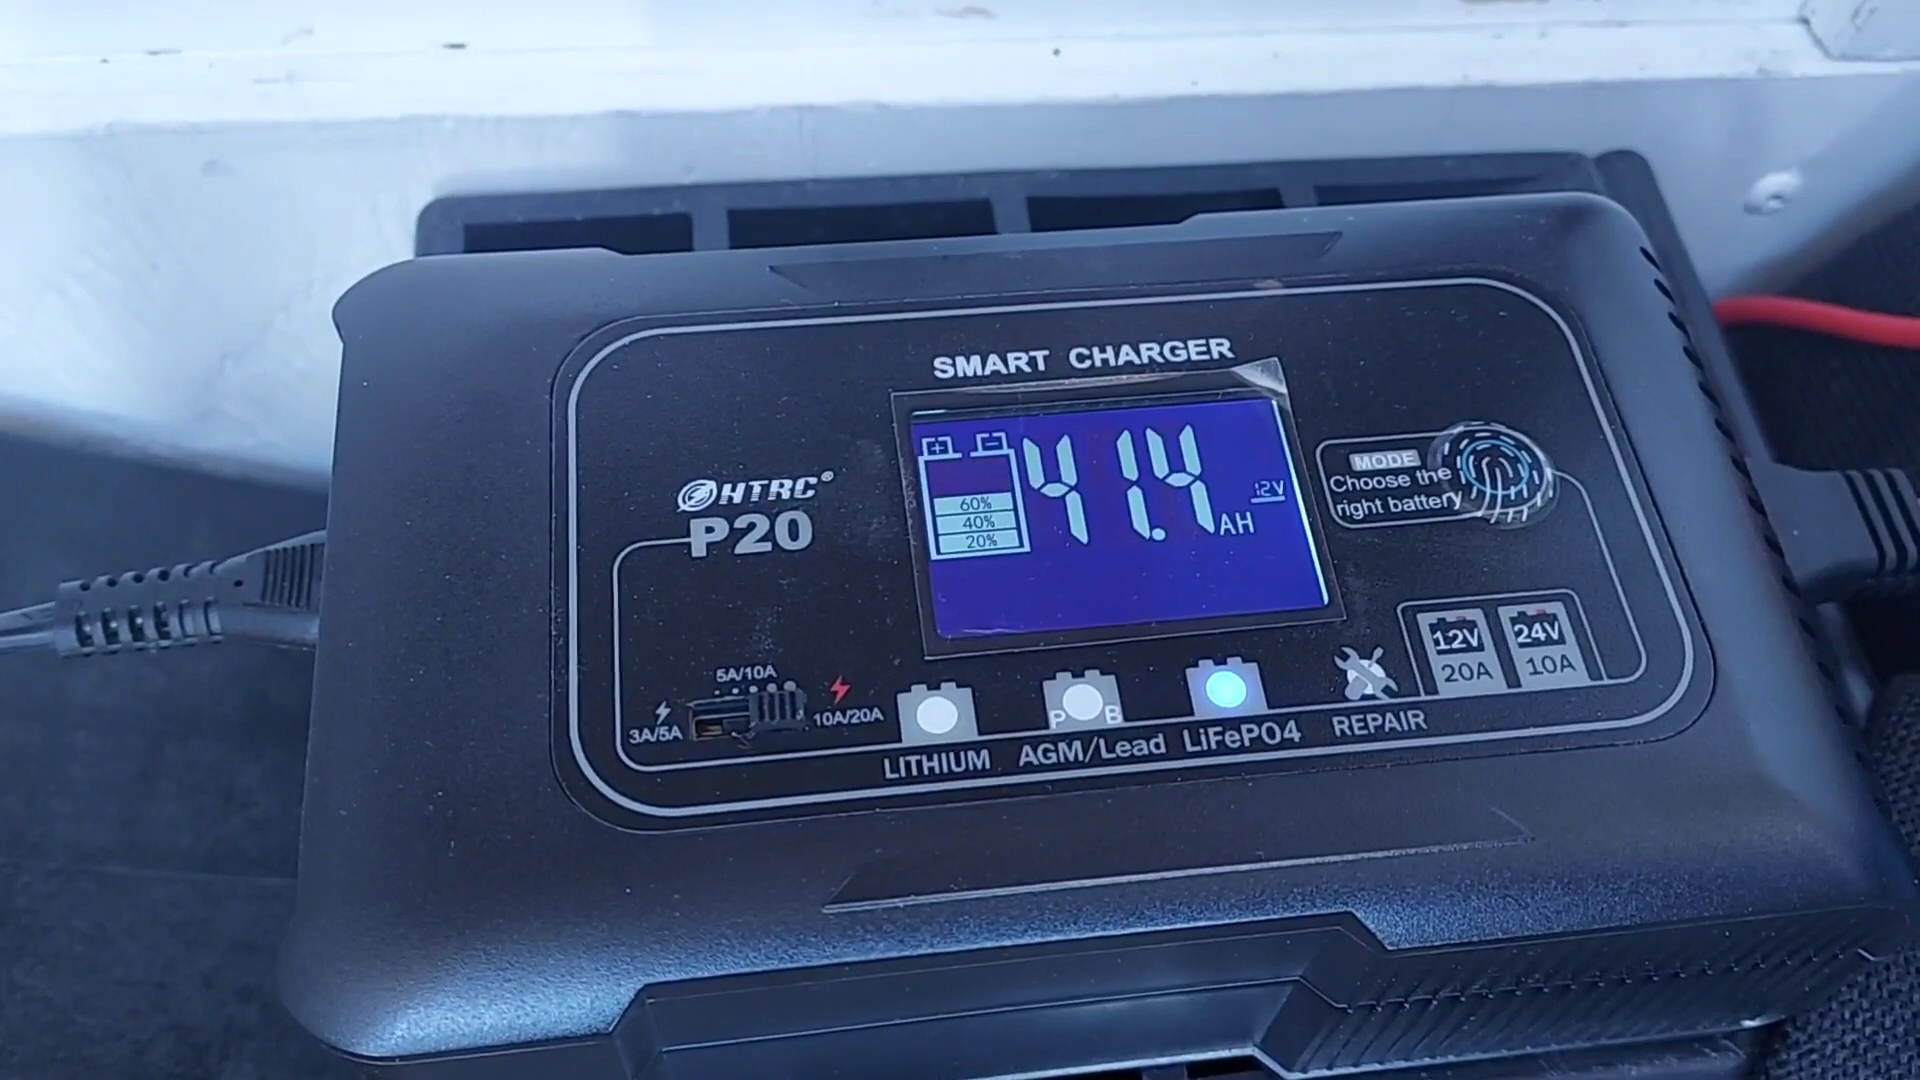 SMART CHARGER
HTRC®
P20
60%
40%
20%
41.4
AH
12V
MODE
Choose the
right battery
12V
20A
24V
10A
5A/10A
3A/5A
10A/20A
LITHIUM
P B
AGM/Lead
LiFePO4
REPAIR